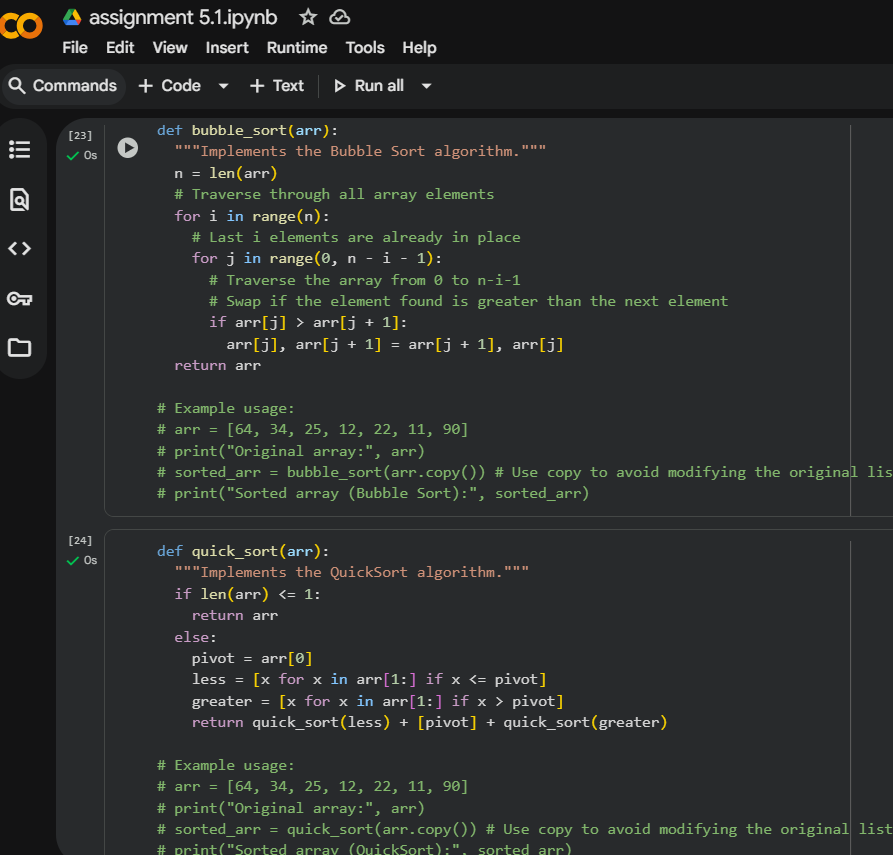 assignment 5.1.ipynb
File Edit View Insert Runtime Tools Help
Commands + Code + Text Run all
[23]
0s
def bubble_sort(arr):
  """Implements the Bubble Sort algorithm."""
  n = len(arr)
  # Traverse through all array elements
  for i in range(n):
    # Last i elements are already in place
    for j in range(0, n - i - 1):
      # Traverse the array from 0 to n-i-1
      # Swap if the element found is greater than the next element
      if arr[j] > arr[j + 1]:
        arr[j], arr[j + 1] = arr[j + 1], arr[j]
  return arr

# Example usage:
# arr = [64, 34, 25, 12, 22, 11, 90]
# print("Original array:", arr)
# sorted_arr = bubble_sort(arr.copy()) # Use copy to avoid modifying the original lis
# print("Sorted array (Bubble Sort):", sorted_arr)
[24]
0s
def quick_sort(arr):
  """Implements the QuickSort algorithm."""
  if len(arr) <= 1:
    return arr
  else:
    pivot = arr[0]
    less = [x for x in arr[1:] if x <= pivot]
    greater = [x for x in arr[1:] if x > pivot]
    return quick_sort(less) + [pivot] + quick_sort(greater)

# Example usage:
# arr = [64, 34, 25, 12, 22, 11, 90]
# print("Original array:", arr)
# sorted_arr = quick_sort(arr.copy()) # Use copy to avoid modifying the original list
# print("Sorted array (QuickSort):", sorted_arr)